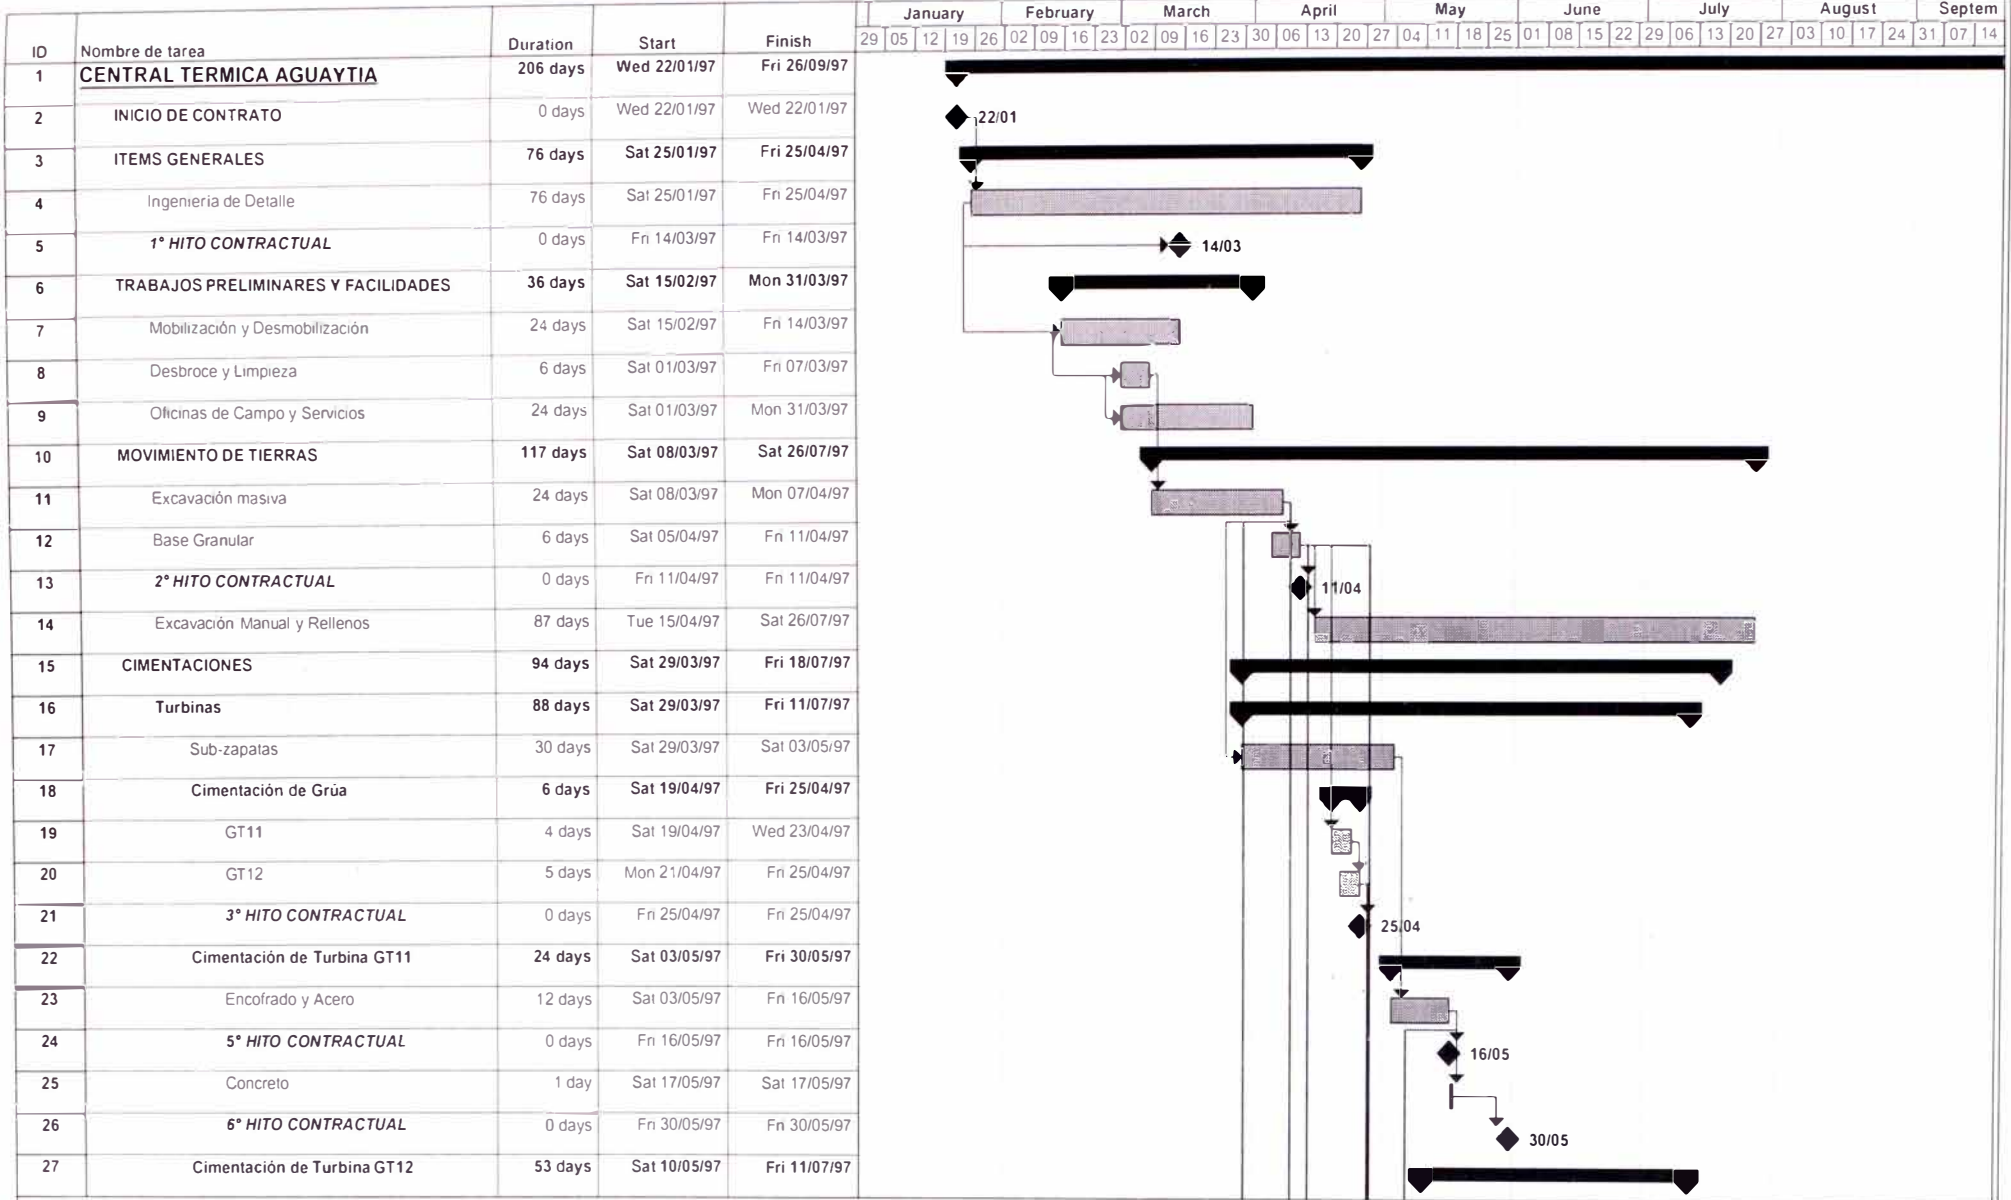 January February March April May June July August Septem
ID Nombre de tarea Duration Start Finish 29 05 12 19 26 02 09 16 23 02 09 16 23 30 06 13 20 27 04 11 18 25 01 08 15 22 29 06 13 20 27 03 10 17 24 31 07 14
1 CENTRAL TERMICA AGUAYTIA 206 days Wed 22/01/97 Fri 26/09/97
2 INICIO DE CONTRATO 0 days Wed 22/01/97 Wed 22/01/97 22/01
3 ITEMS GENERALES 76 days Sat 25/01/97 Fri 25/04/97
4 Ingenieria de Detalle 76 days Sat 25/01/97 Fri 25/04/97
5 1° HITO CONTRACTUAL 0 days Fri 14/03/97 Fri 14/03/97 14/03
6 TRABAJOS PRELIMINARES Y FACILIDADES 36 days Sat 15/02/97 Mon 31/03/97
7 Mobilización y Desmobilización 24 days Sat 15/02/97 Fri 14/03/97
8 Desbroce y Limpieza 6 days Sat 01/03/97 Fri 07/03/97
9 Oficinas de Campo y Servicios 24 days Sat 01/03/97 Mon 31/03/97
10 MOVIMIENTO DE TIERRAS 117 days Sat 08/03/97 Sat 26/07/97
11 Excavación masiva 24 days Sat 08/03/97 Mon 07/04/97
12 Base Granular 6 days Sat 05/04/97 Fri 11/04/97
13 2° HITO CONTRACTUAL 0 days Fri 11/04/97 Fri 11/04/97 11/04
14 Excavación Manual y Rellenos 87 days Tue 15/04/97 Sat 26/07/97
15 CIMENTACIONES 94 days Sat 29/03/97 Fri 18/07/97
16 Turbinas 88 days Sat 29/03/97 Fri 11/07/97
17 Sub-zapatas 30 days Sat 29/03/97 Sat 03/05/97
18 Cimentación de Grúa 6 days Sat 19/04/97 Fri 25/04/97
19 GT11 4 days Sat 19/04/97 Wed 23/04/97
20 GT12 5 days Mon 21/04/97 Fri 25/04/97
21 3° HITO CONTRACTUAL 0 days Fri 25/04/97 Fri 25/04/97 25/04
22 Cimentación de Turbina GT11 24 days Sat 03/05/97 Fri 30/05/97
23 Encofrado y Acero 12 days Sat 03/05/97 Fri 16/05/97
24 5° HITO CONTRACTUAL 0 days Fri 16/05/97 Fri 16/05/97 16/05
25 Concreto 1 day Sat 17/05/97 Sat 17/05/97
26 6° HITO CONTRACTUAL 0 days Fri 30/05/97 Fri 30/05/97 30/05
27 Cimentación de Turbina GT12 53 days Sat 10/05/97 Fri 11/07/97